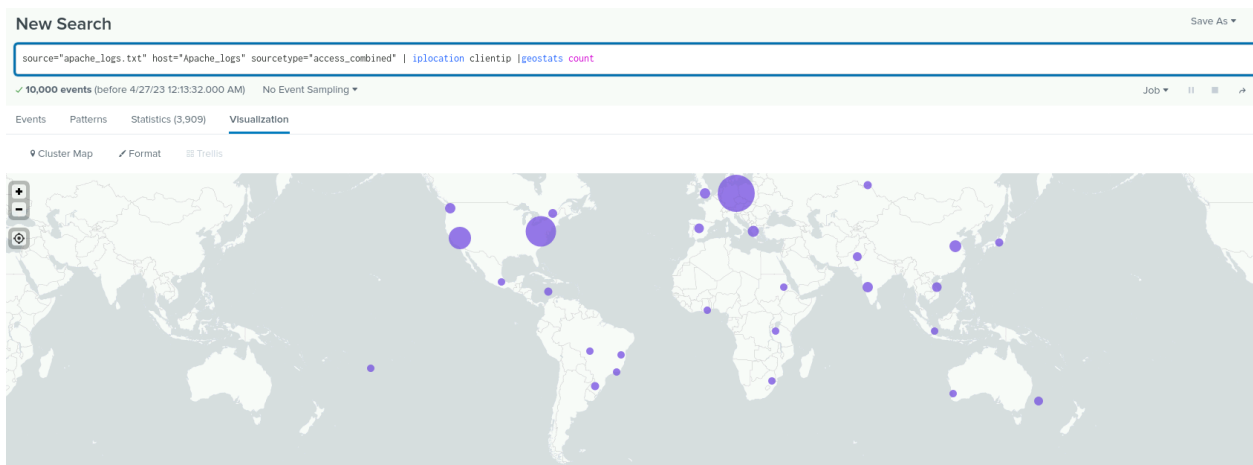 New Search
Save As
source="apache_logs.txt" host="Apache_logs" sourcetype="access_combined" | iplocation clientip |geostats count
10,000 events (before 4/27/23 12:13:32.000 AM) No Event Sampling
Job
Events Patterns Statistics (3,909) Visualization
Cluster Map Format Trellis
+
−